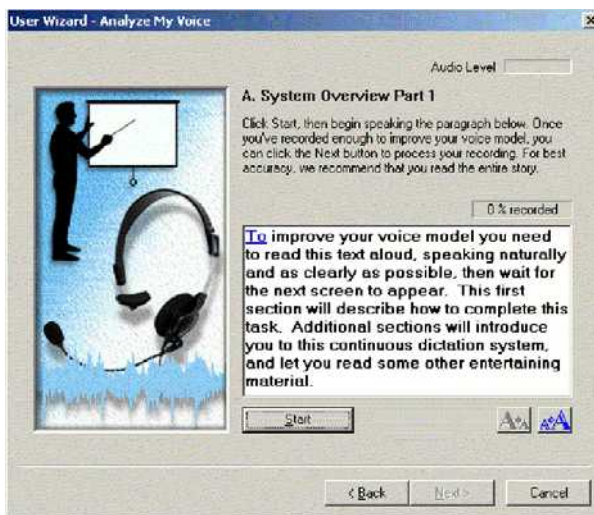 User Wizard - Analyze My Voice
Audio Level
A. System Overview Part 1
Click Start, then begin speaking the paragraph below. Once
you've recorded enough to improve your voice model, you
can click the Next button to process your recording. For best
accuracy, we recommend that you read the entire story.
0 % recorded
To improve your voice model you need
to read this text aloud, speaking naturally
and as clearly as possible, then wait for
the next screen to appear. This first
section will describe how to complete this
task. Additional sections will introduce
you to this continuous dictation system,
and let you read some other entertaining
material.
Start
< Back Next > Cancel